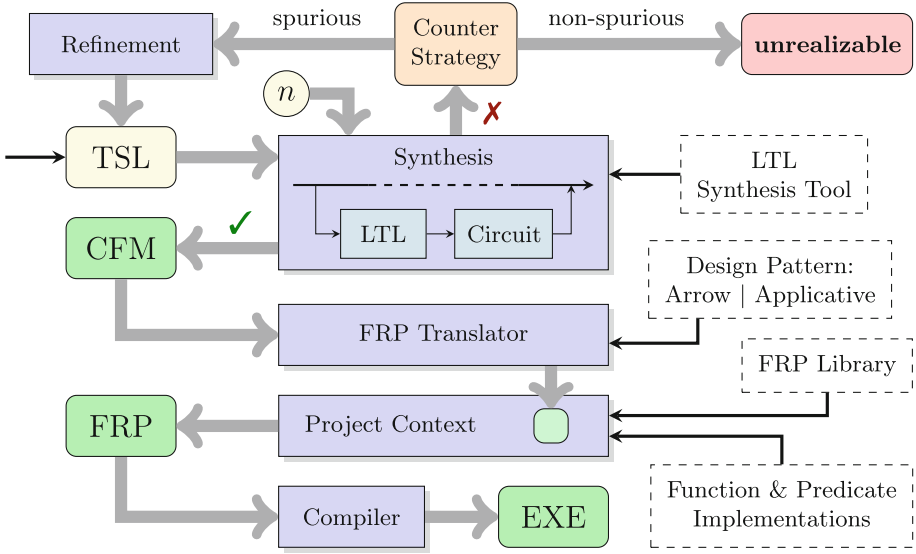 spurious
non-spurious
Refinement
Counter
Strategy
unrealizable
n
✗
TSL
Synthesis
LTL
Circuit
LTL
Synthesis Tool
✓
CFM
Design Pattern:
Arrow | Applicative
FRP Translator
FRP Library
FRP
Project Context
Function & Predicate
Implementations
Compiler
EXE